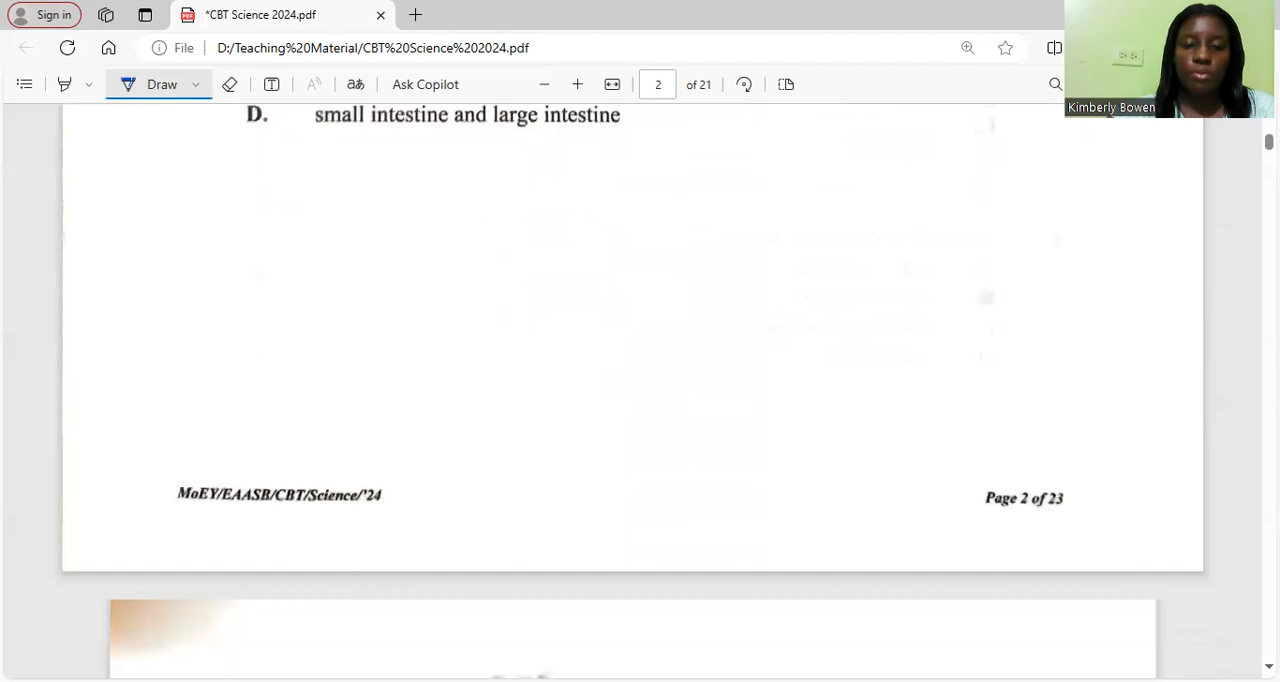 Sign in
*CBT Science 2024.pdf
File
D:/Teaching%20Material/CBT%20Science%202024.pdf
Draw
Ask Copilot
2
of 21
Kimberly Bowen
D. small intestine and large intestine
MoEY/EAASB/CBT/Science/'24
Page 2 of 23